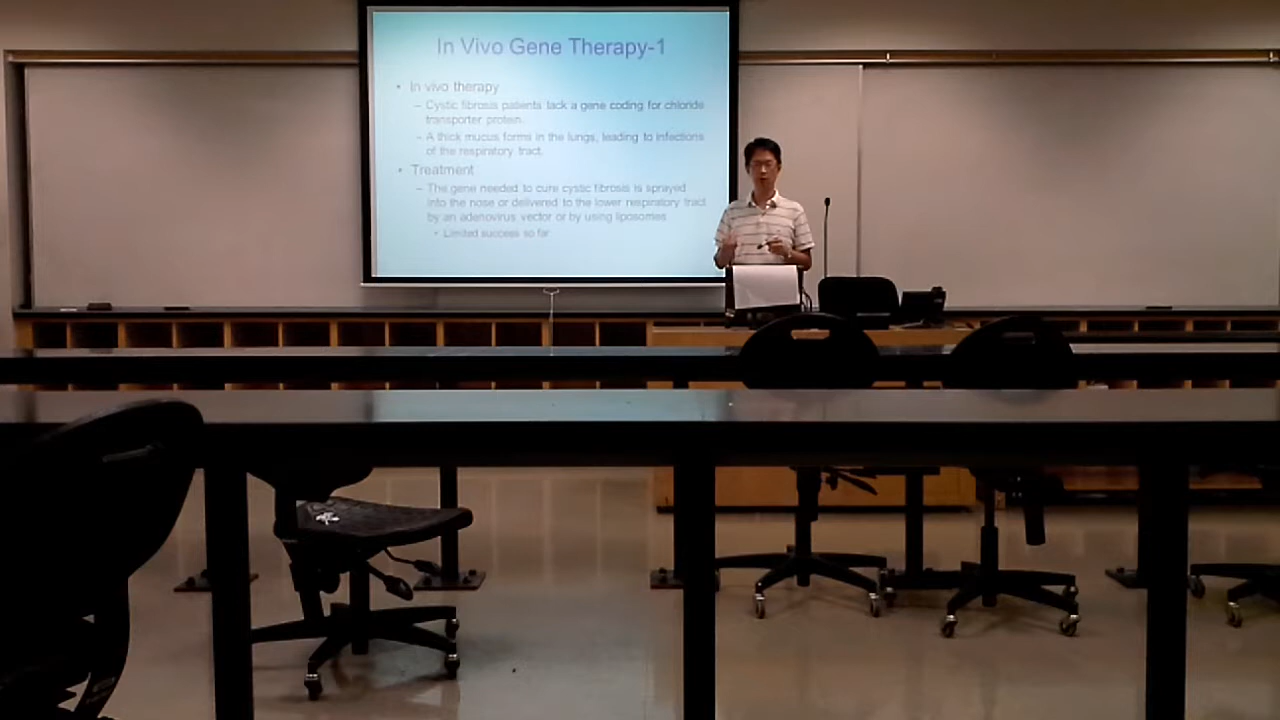 In Vivo Gene Therapy-1
• In vivo therapy
– Cystic fibrosis patients lack a gene coding for chloride
transporter protein.
– A thick mucus forms in the lungs, leading to infections
of the respiratory tract.
• Treatment
– The gene needed to cure cystic fibrosis is sprayed
into the nose or delivered to the lower respiratory tract
by an adenovirus vector or by using liposomes
• Limited success so far